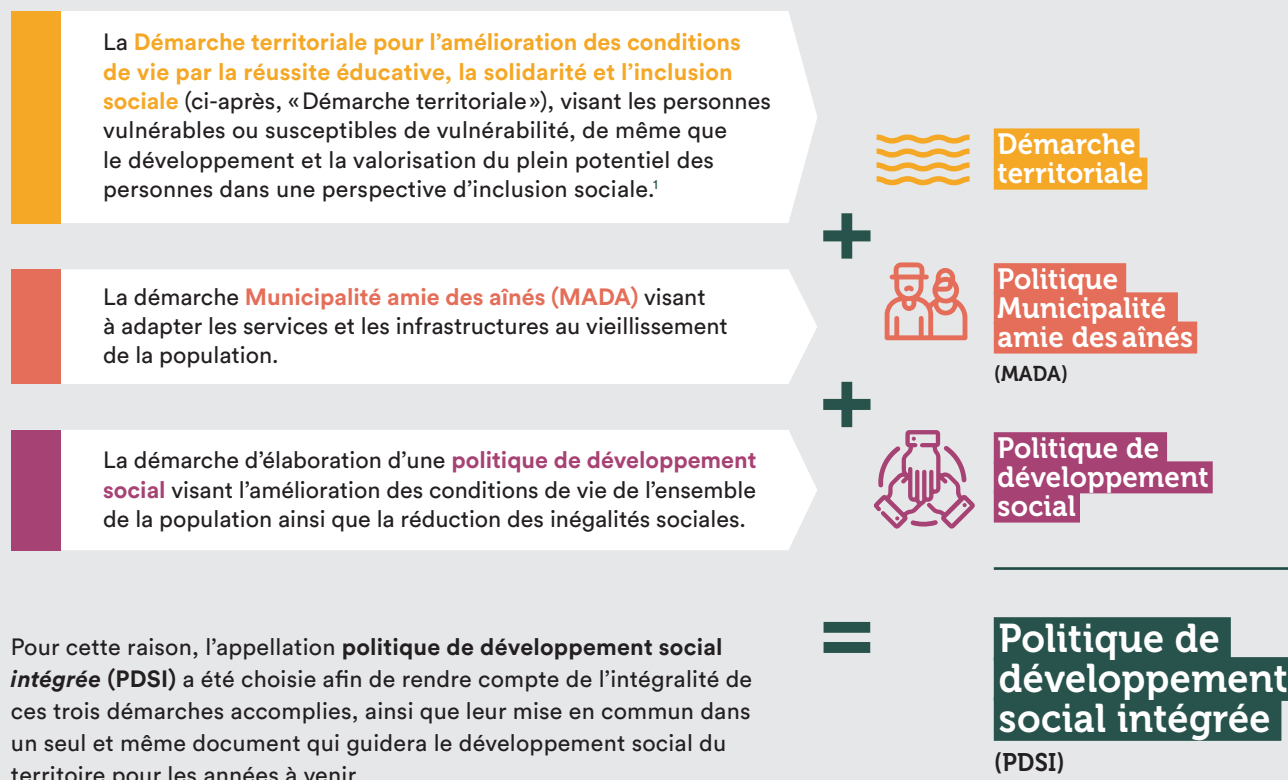 La Démarche territoriale pour l’amélioration des conditions
de vie par la réussite éducative, la solidarité et l’inclusion
sociale (ci-après, «Démarche territoriale»), visant les personnes
vulnérables ou susceptibles de vulnérabilité, de même que
le développement et la valorisation du plein potentiel des
personnes dans une perspective d’inclusion sociale.¹
Démarche
territoriale
+
La démarche Municipalité amie des aînés (MADA) visant
à adapter les services et les infrastructures au vieillissement
de la population.
Politique
Municipalité
amie des aînés
(MADA)
+
La démarche d’élaboration d’une politique de développement
social visant l’amélioration des conditions de vie de l’ensemble
de la population ainsi que la réduction des inégalités sociales.
Politique de
développement
social
Pour cette raison, l’appellation politique de développement social
intégrée (PDSI) a été choisie afin de rendre compte de l’intégralité de
ces trois démarches accomplies, ainsi que leur mise en commun dans
un seul et même document qui guidera le développement social du
territoire pour les années à venir.
=
Politique de
développement
social intégrée
(PDSI)